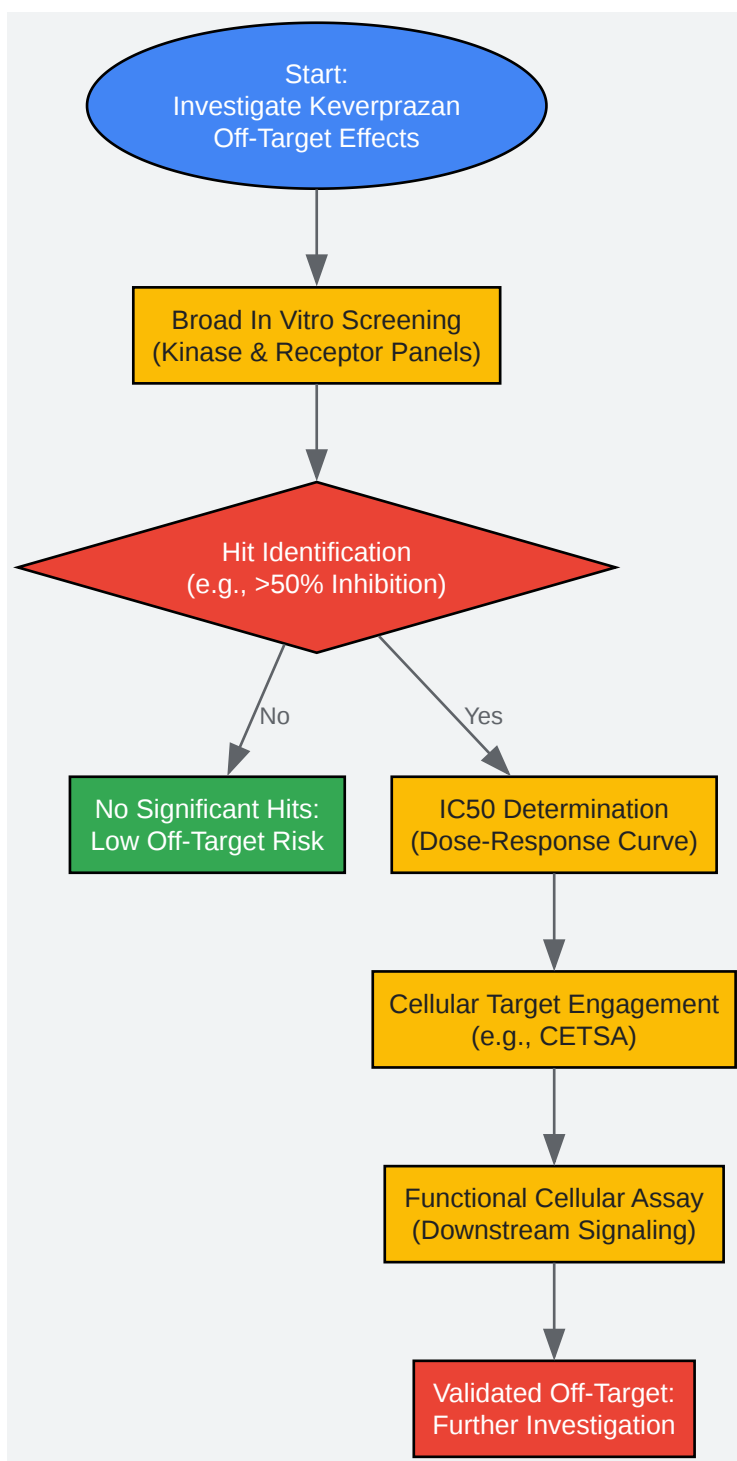 Start:
Investigate Keverprazan
Off-Target Effects
Broad In Vitro Screening
(Kinase & Receptor Panels)
Hit Identification
(e.g., >50% Inhibition)
No
Yes
No Significant Hits:
Low Off-Target Risk
IC50 Determination
(Dose-Response Curve)
Cellular Target Engagement
(e.g., CETSA)
Functional Cellular Assay
(Downstream Signaling)
Validated Off-Target:
Further Investigation